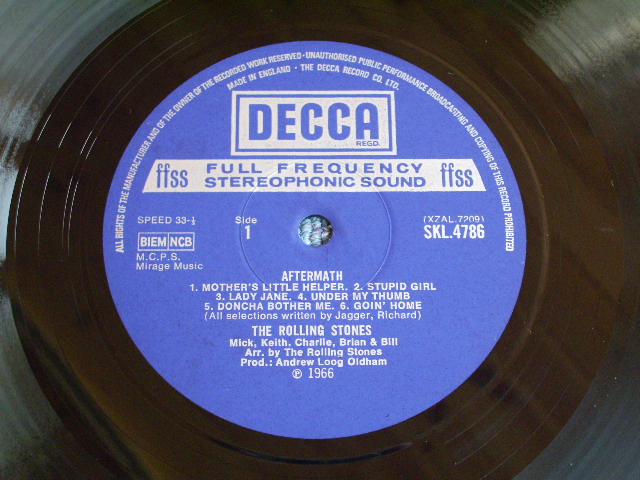 ALL RIGHTS OF THE MANUFACTURER AND OF THE OWNER OF THE RECORDED WORK RESERVED · UNAUTHORISED PUBLIC PERFORMANCE BROADCASTING AND COPYING OF THIS RECORD PROHIBITED
MADE IN ENGLAND · THE DECCA RECORD CO. LTD.
DECCA
REGD.
ffss FULL FREQUENCY ffss
STEREOPHONIC SOUND
SPEED 33-⅓ Side (XZAL.7209)
1 SKL.4786
BIEM NCB
M.C.P.S.
Mirage Music
AFTERMATH
1. MOTHER'S LITTLE HELPER. 2. STUPID GIRL
3. LADY JANE. 4. UNDER MY THUMB
5. DONCHA BOTHER ME. 6. GOIN' HOME
(All selections written by Jagger, Richard)
THE ROLLING STONES
Mick, Keith, Charlie, Brian & Bill
Arr. by The Rolling Stones
Prod.: Andrew Loog Oldham
℗ 1966